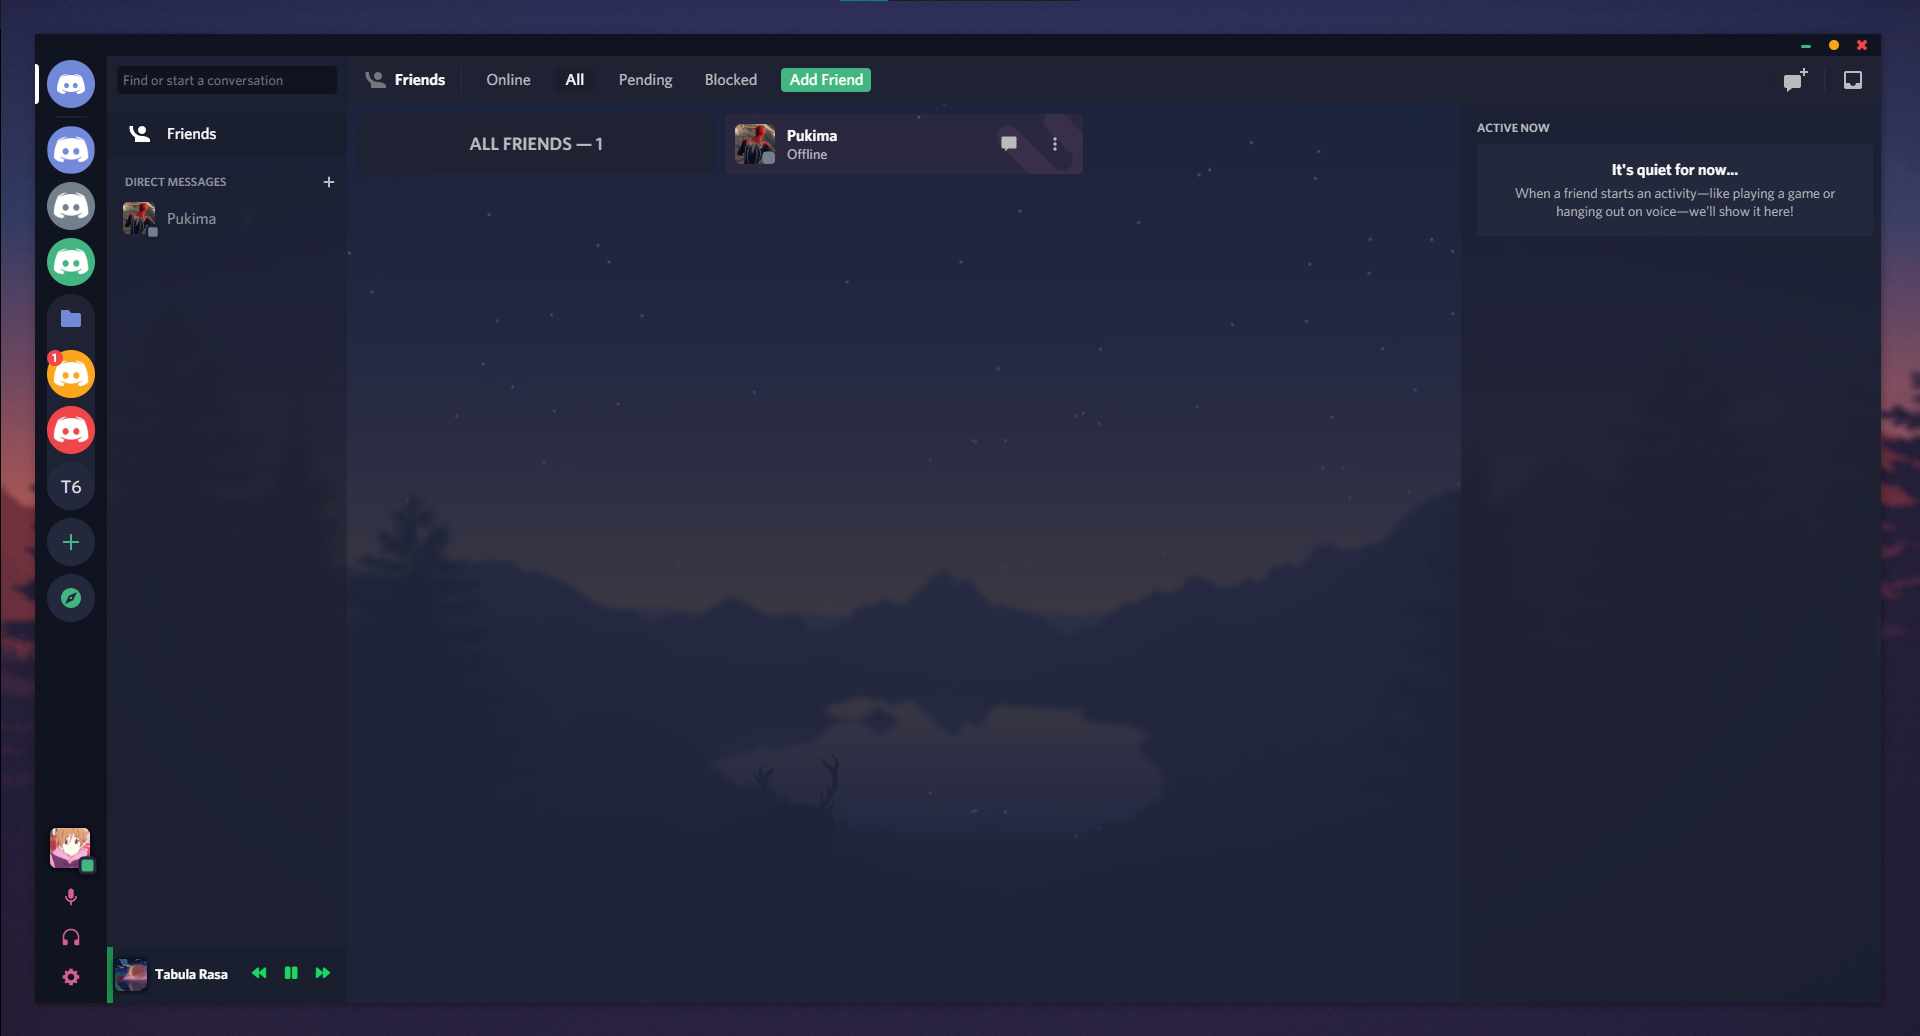 Find or start a conversation
Friends
Online
All
Pending
Blocked
Add Friend
Friends
DIRECT MESSAGES
Pukima
ALL FRIENDS — 1
Pukima
Offline
ACTIVE NOW
It's quiet for now...
When a friend starts an activity—like playing a game or
hanging out on voice—we'll show it here!
1
T6
Tabula Rasa